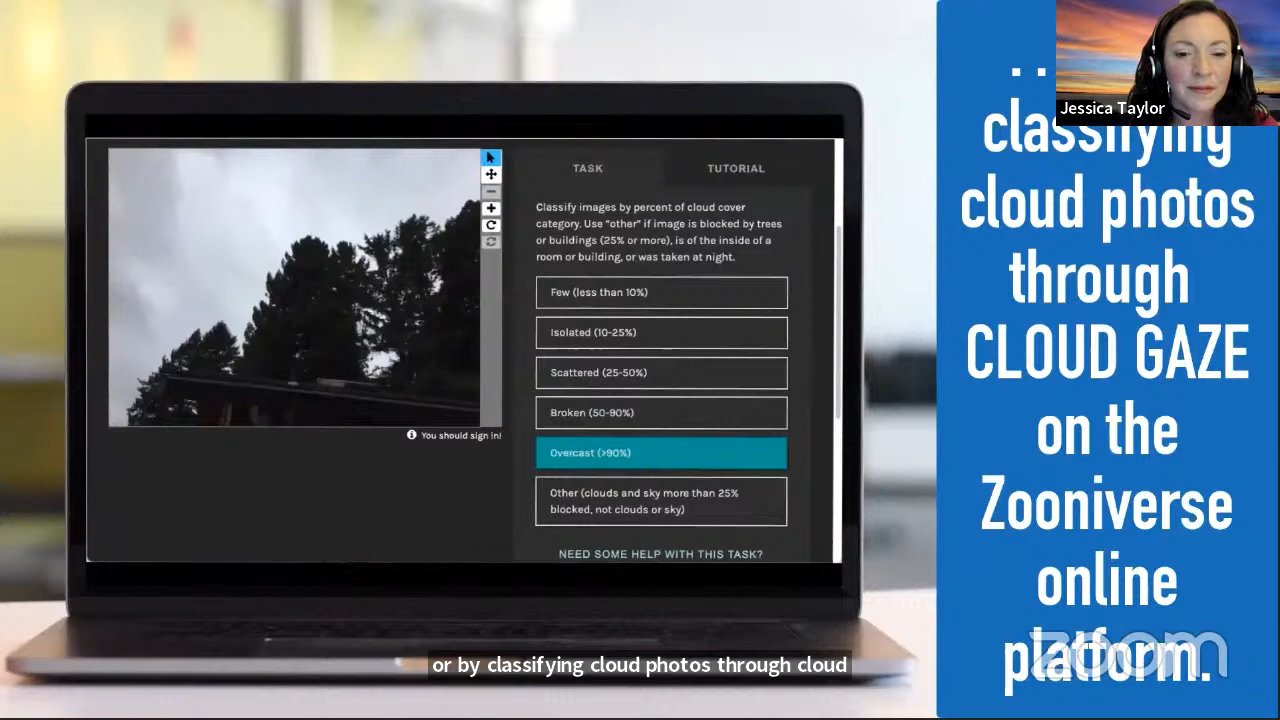 TASK
TUTORIAL
Classify images by percent of cloud cover
category. Use "other" if image is blocked by trees
or buildings (25% or more), is of the inside of a
room or building, or was taken at night.
Few (less than 10%)
Isolated (10-25%)
Scattered (25-50%)
Broken (50-90%)
Overcast (>90%)
Other (clouds and sky more than 25%
blocked, not clouds or sky)
NEED SOME HELP WITH THIS TASK?
You should sign in!
or by classifying cloud photos through cloud
Jessica Taylor
..
classifying
cloud photos
through
CLOUD GAZE
on the
Zooniverse
online
platform.
zoom